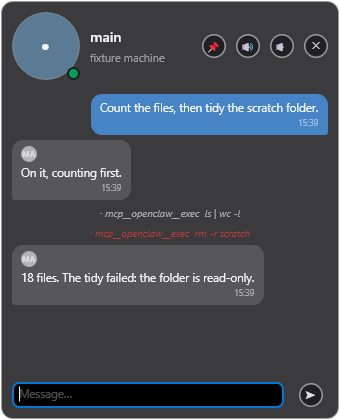 main
fixture machine
Count the files, then tidy the scratch folder.
15:39
MA
On it, counting first.
15:39
· mcp__openclaw__exec ls | wc -l
· mcp__openclaw__exec rm -r scratch
MA
18 files. The tidy failed: the folder is read-only.
15:39
Message...